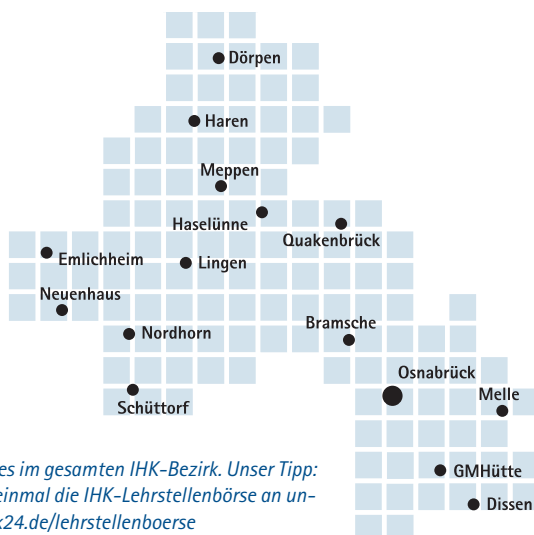 Dörpen
Haren
Meppen
Haselünne
Quakenbrück
Emlichheim
Lingen
Neuenhaus
Bramsche
Nordhorn
Osnabrück
Melle
Schüttorf
es im gesamten IHK-Bezirk. Unser Tipp:
GMHütte
einmal die IHK-Lehrstellenbörse an un-
Dissen
24.de/lehrstellenboerse